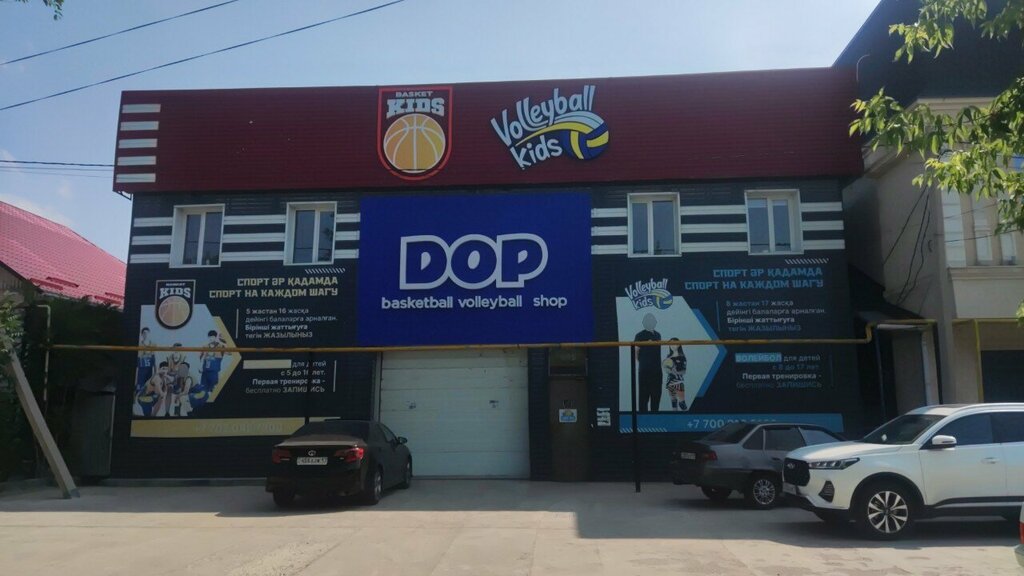 BASKET
KIDS
Volleyball
kids
DOP
basketball volleyball shop
BASKET
KIDS
СПОРТ ӘР ҚАДАМДА
СПОРТ НА КАЖДОМ ШАГУ
5 жастан 16 жасқа
дейінгі балаларға арналған.
Бірінші жаттығуға
тегін ЖАЗЫЛЫҢЫЗ
для детей
с 5 до 16 лет.
Первая тренировка -
бесплатно ЗАПИШИСЬ
Volleyball
kids
СПОРТ ӘР ҚАДАМДА
СПОРТ НА КАЖДОМ ШАГУ
8 жастан 17 жасқа
дейінгі балаларға арналған.
Бірінші жаттығуға
тегін ЖАЗЫЛЫҢЫЗ
ВОЛЕЙБОЛ для детей
с 8 до 17 лет.
Первая тренировка -
бесплатно ЗАПИШИСЬ
+7 700